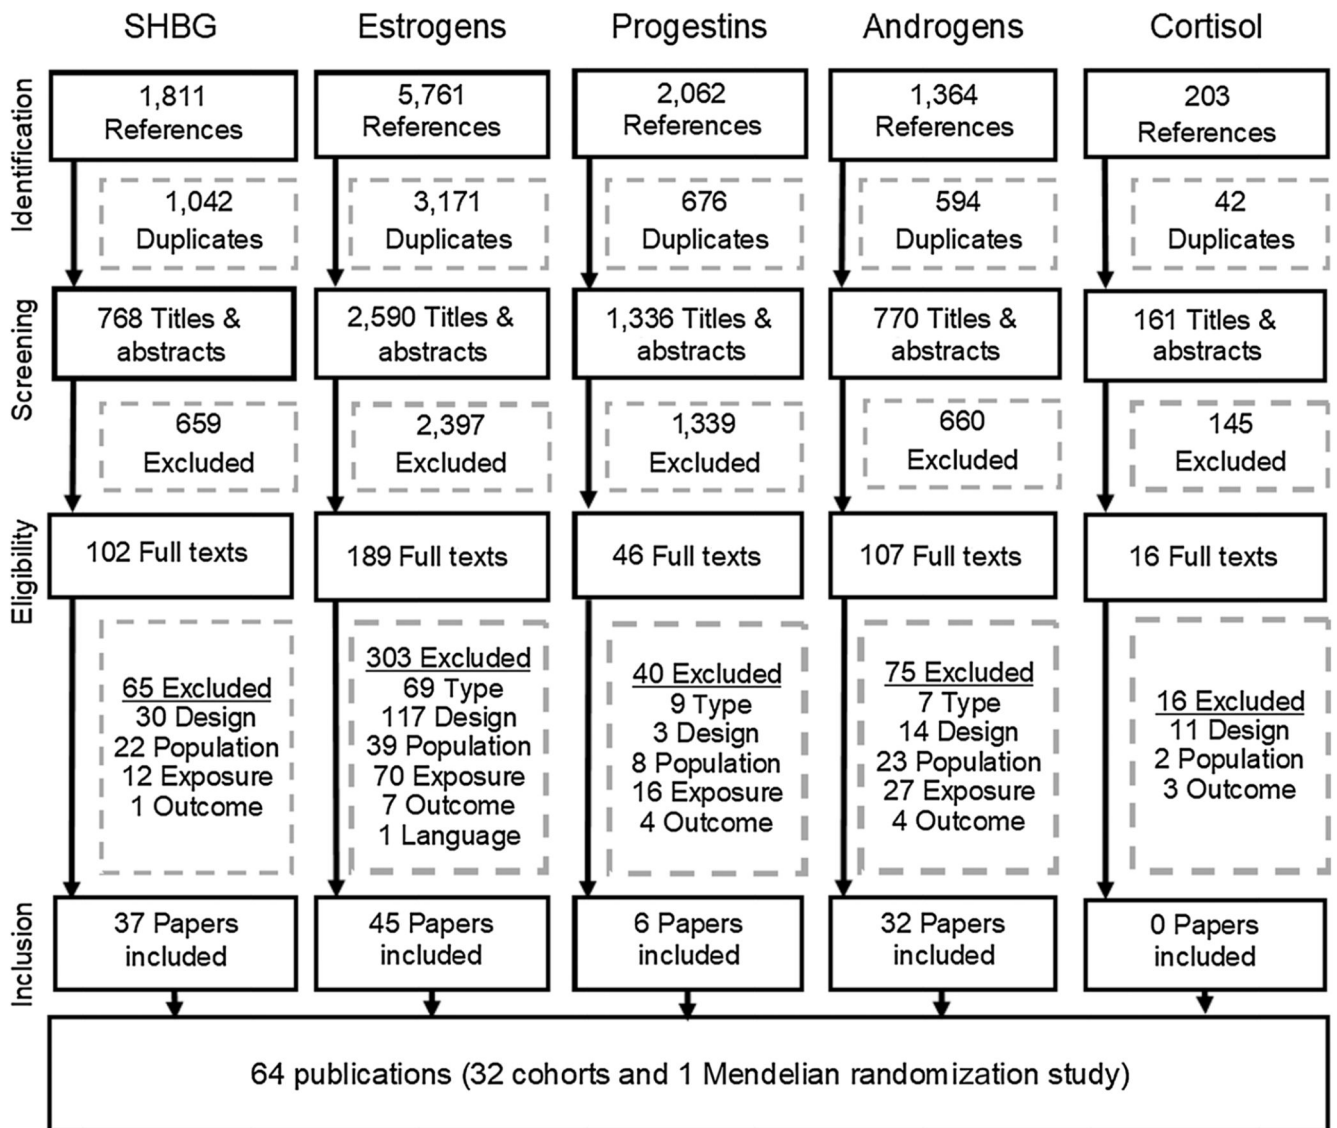 SHBG
Estrogens
Progestins
Androgens
Cortisol
Identification
1,811
References
5,761
References
2,062
References
1,364
References
203
References
1,042
Duplicates
3,171
Duplicates
676
Duplicates
594
Duplicates
42
Duplicates
Screening
768 Titles &
abstracts
2,590 Titles &
abstracts
1,336 Titles &
abstracts
770 Titles &
abstracts
161 Titles &
abstracts
659
Excluded
2,397
Excluded
1,339
Excluded
660
Excluded
145
Excluded
Eligibility
102 Full texts
189 Full texts
46 Full texts
107 Full texts
16 Full texts
65 Excluded
30 Design
22 Population
12 Exposure
1 Outcome
303 Excluded
69 Type
117 Design
39 Population
70 Exposure
7 Outcome
1 Language
40 Excluded
9 Type
3 Design
8 Population
16 Exposure
4 Outcome
75 Excluded
7 Type
14 Design
23 Population
27 Exposure
4 Outcome
16 Excluded
11 Design
2 Population
3 Outcome
Inclusion
37 Papers
included
45 Papers
included
6 Papers
included
32 Papers
included
0 Papers
included
64 publications (32 cohorts and 1 Mendelian randomization study)